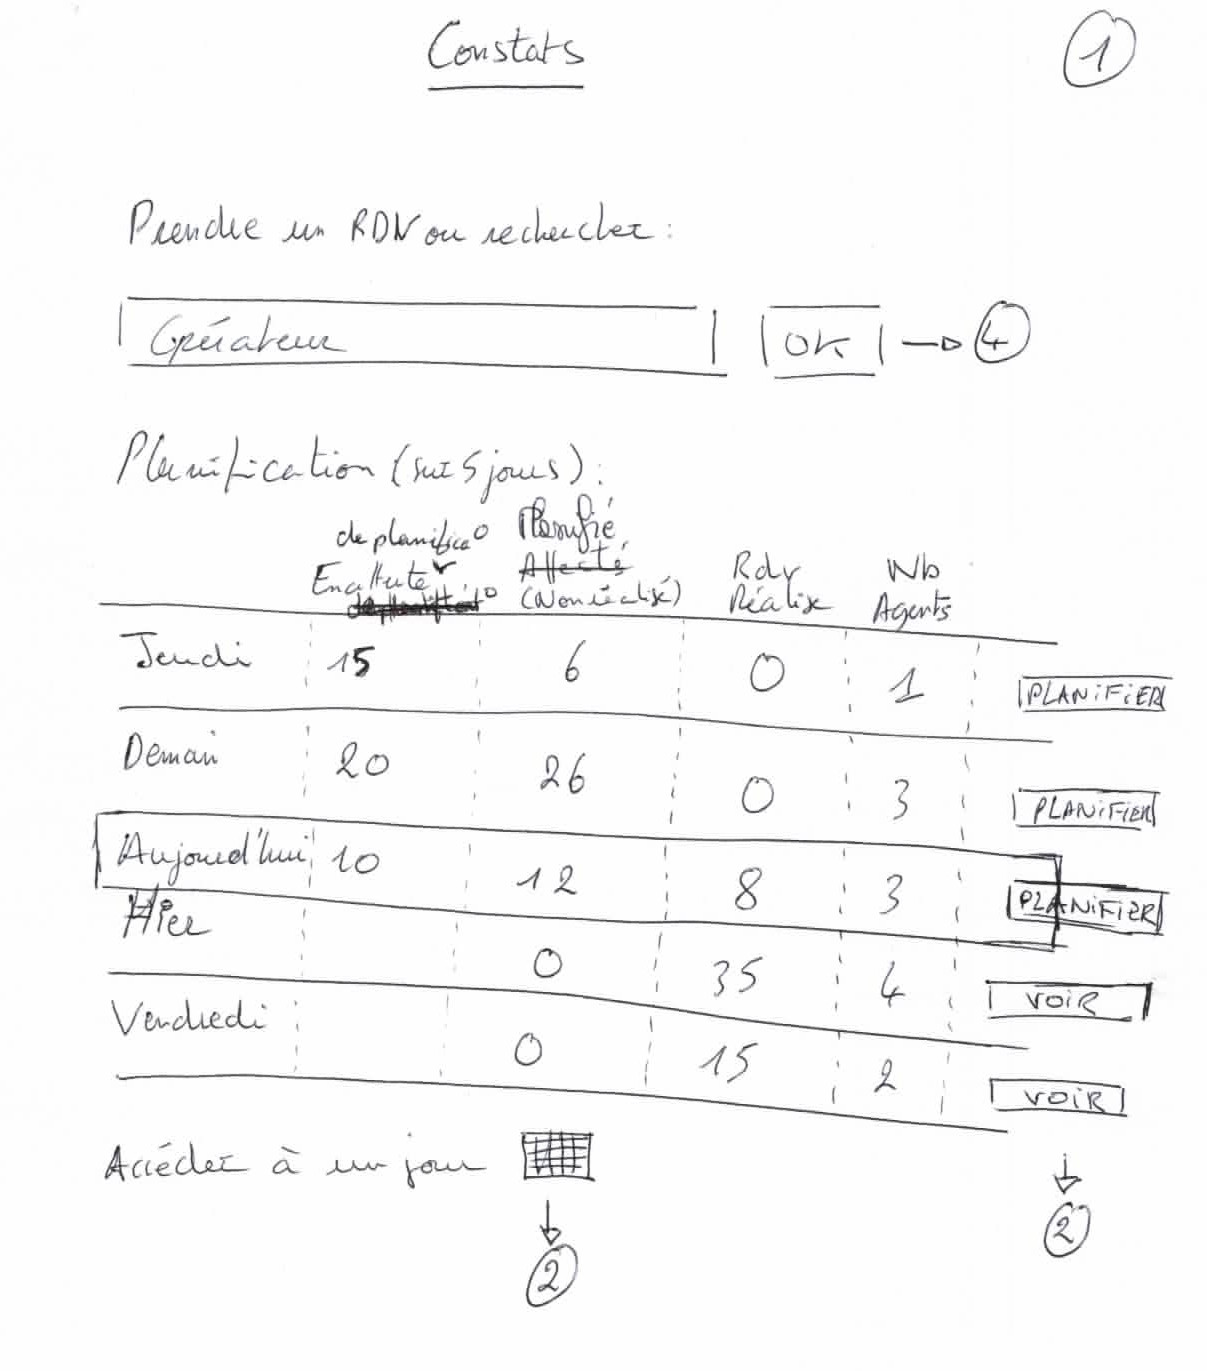 Constats
1
Prendre un RDV ou rechercher :
Opérateur
OK → 4
Planification (sur 5 jours) :
de planificaº Planifié
En attente Affecté Rdv Nb
(Non réalisé) Réalisé Agents
Jeudi 15 6 0 1 PLANIFIER
Demain 20 26 0 3 PLANIFIER
Aujourd'hui 10 12 8 3 PLANIFIER
Hier 0 35 4 VOIR
Vendredi 0 15 2 VOIR
Accéder à un jour
2
2